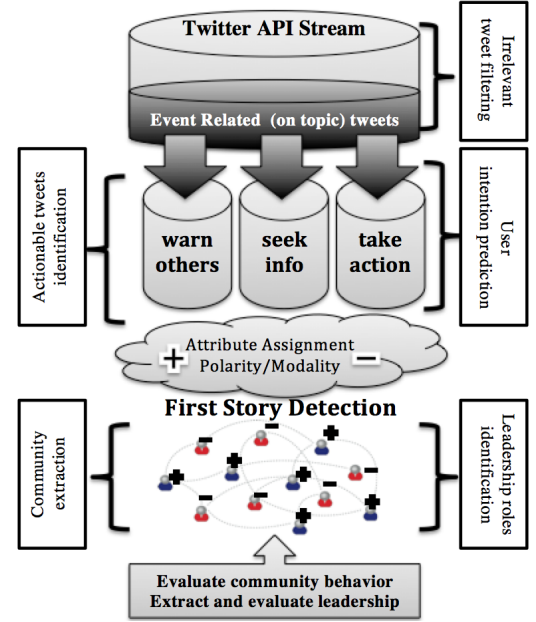 Twitter API Stream
Irrelevant
tweet filtering
Event Related (on topic) tweets
Actionable tweets
identification
warn
others
seek
info
take
action
User
intention prediction
Attribute Assignment
+ Polarity/Modality −
First Story Detection
Community
extraction
Leadership roles
identification
Evaluate community behavior
Extract and evaluate leadership